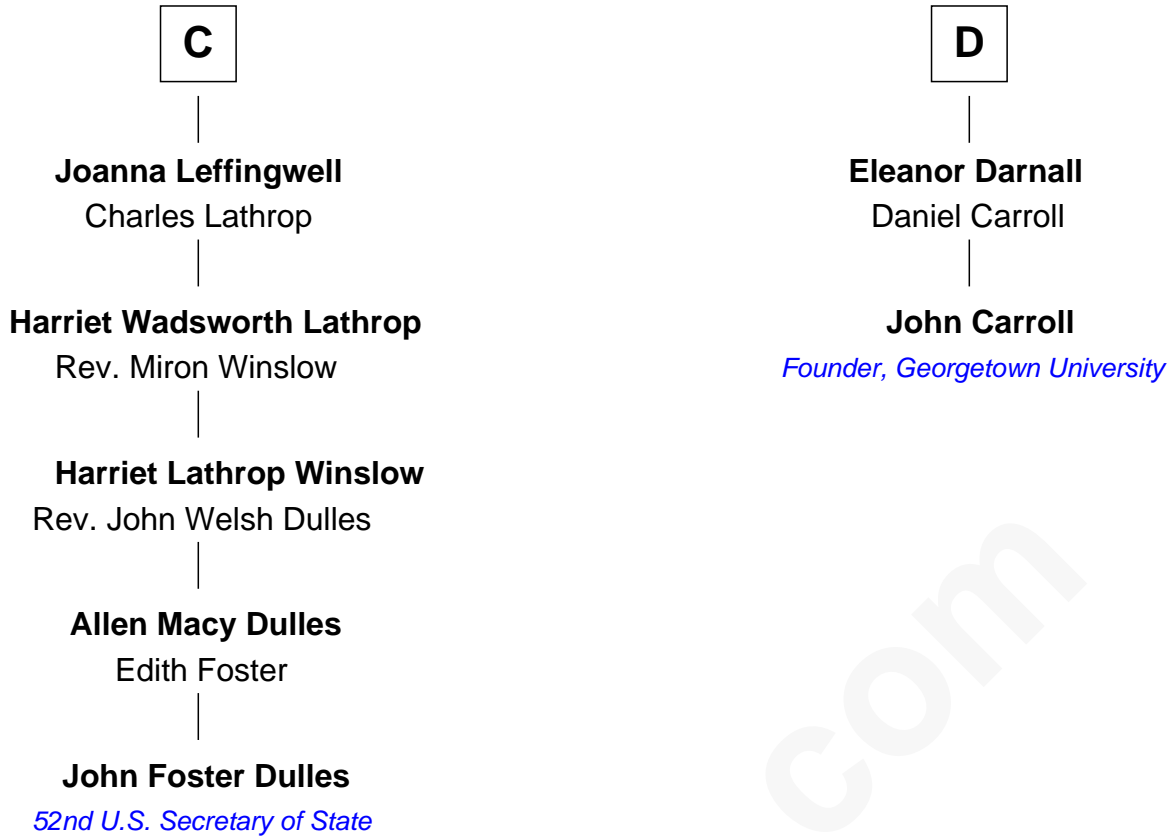 C
Joanna Leffingwell
Charles Lathrop
Harriet Wadsworth Lathrop
Rev. Miron Winslow
Harriet Lathrop Winslow
Rev. John Welsh Dulles
Allen Macy Dulles
Edith Foster
John Foster Dulles
52nd U.S. Secretary of State
D
Eleanor Darnall
Daniel Carroll
John Carroll
Founder, Georgetown University
com